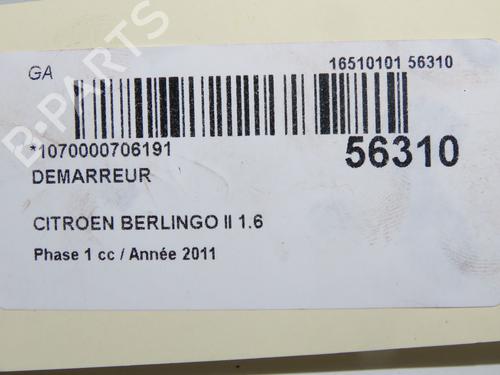 GA
16510101 56310
*1070000706191
56310
DEMARREUR
CITROEN BERLINGO II 1.6
Phase 1 cc / Année 2011
B-PARTS